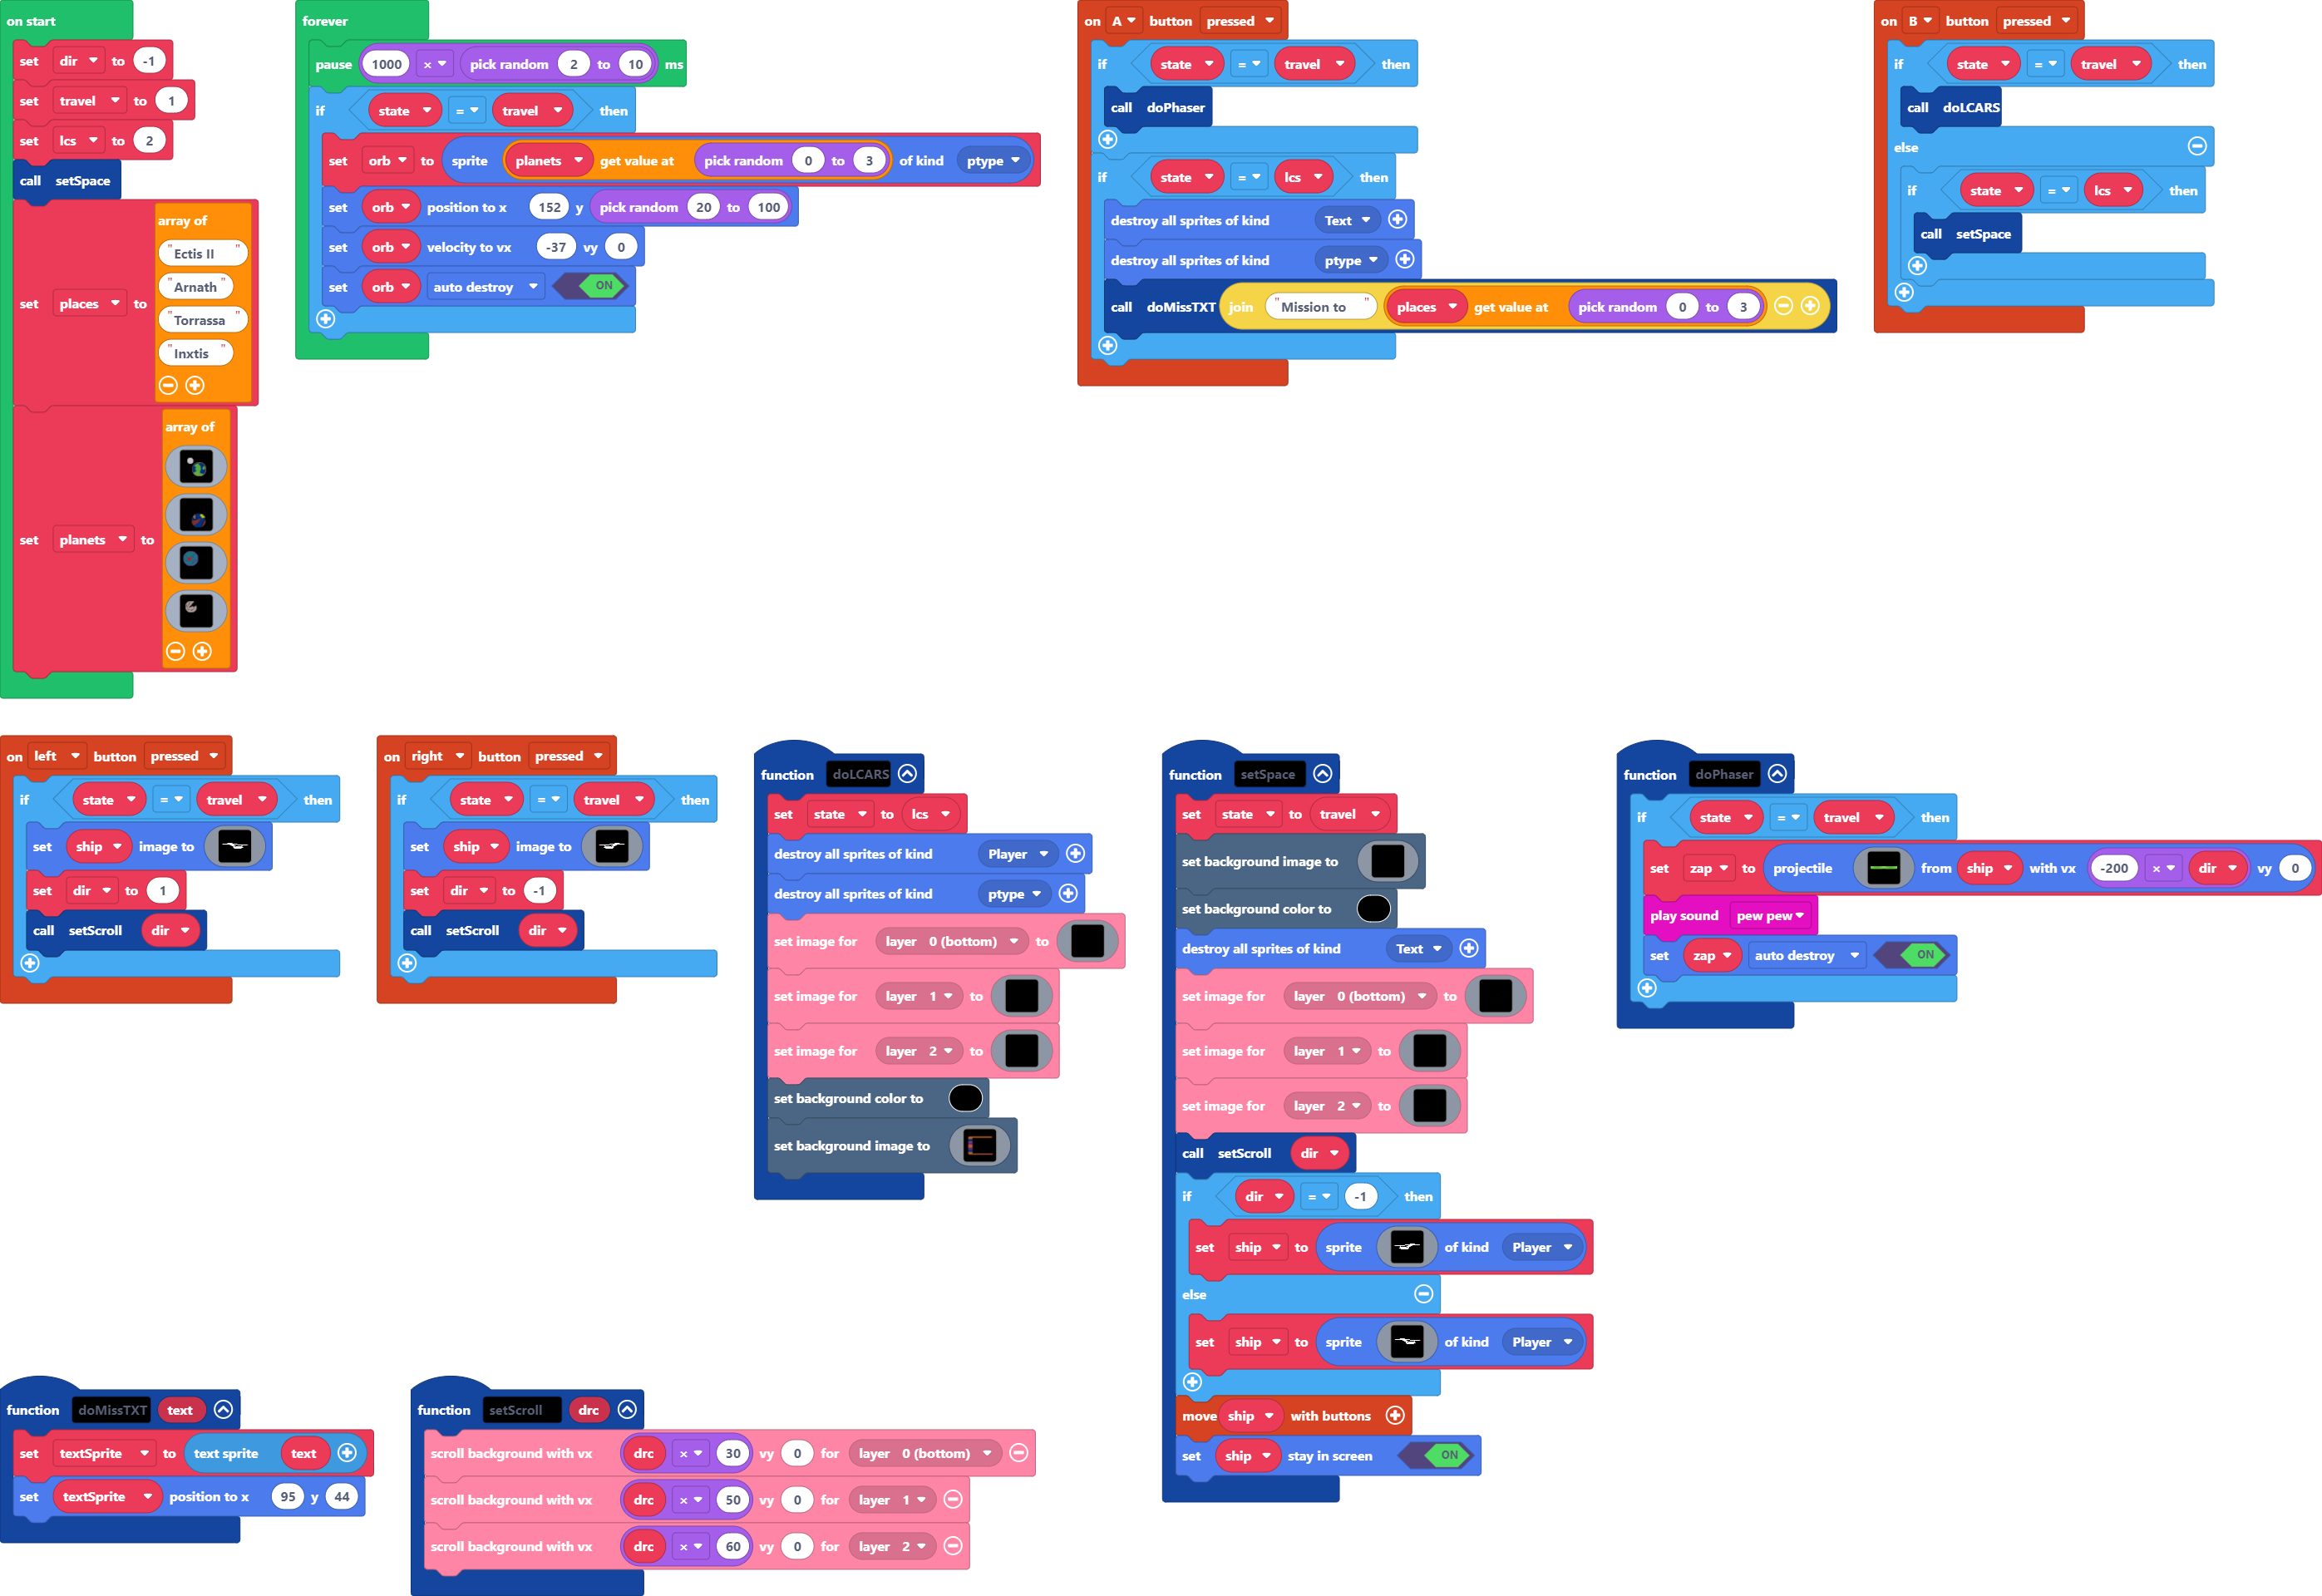 on start
set dir to -1
set travel to 1
set lcs to 2
call setSpace
set places to array of
"Ectis II"
"Arnath"
"Torrassa"
"Inxtis"
set planets to array of
forever
pause 1000 × pick random 2 to 10 ms
if state = travel then
set orb to sprite planets get value at pick random 0 to 3 of kind ptype
set orb position to x 152 y pick random 20 to 100
set orb velocity to vx -37 vy 0
set orb auto destroy ON
on A button pressed
if state = travel then
call doPhaser
if state = lcs then
destroy all sprites of kind Text
destroy all sprites of kind ptype
call doMissTXT join "Mission to " places get value at pick random 0 to 3
on B button pressed
if state = travel then
call doLCARS
else
if state = lcs then
call setSpace
on left button pressed
if state = travel then
set ship image to
set dir to 1
call setScroll dir
on right button pressed
if state = travel then
set ship image to
set dir to -1
call setScroll dir
function doLCARS
set state to lcs
destroy all sprites of kind Player
destroy all sprites of kind ptype
set image for layer 0 (bottom) to
set image for layer 1 to
set image for layer 2 to
set background color to
set background image to
function setSpace
set state to travel
set background image to
set background color to
destroy all sprites of kind Text
set image for layer 0 (bottom) to
set image for layer 1 to
set image for layer 2 to
call setScroll dir
if dir = -1 then
set ship to sprite of kind Player
else
set ship to sprite of kind Player
move ship with buttons
set ship stay in screen ON
function doPhaser
if state = travel then
set zap to projectile from ship with vx -200 × dir vy 0
play sound pew pew
set zap auto destroy ON
function doMissTXT text
set textSprite to text sprite text
set textSprite position to x 95 y 44
function setScroll drc
scroll background with vx drc × 30 vy 0 for layer 0 (bottom)
scroll background with vx drc × 50 vy 0 for layer 1
scroll background with vx drc × 60 vy 0 for layer 2